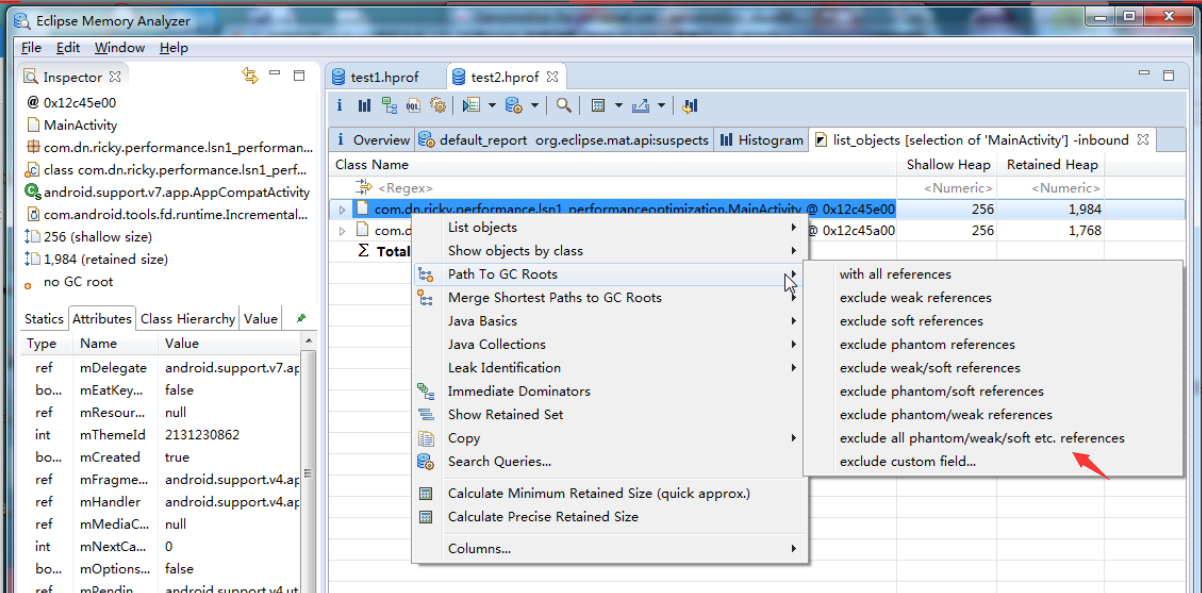 Eclipse Memory Analyzer
File Edit Window Help
Inspector
@ 0x12c45e00
MainActivity
com.dn.ricky.performance.lsn1_performan...
class com.dn.ricky.performance.lsn1_perf...
android.support.v7.app.AppCompatActivity
com.android.tools.fd.runtime.Incremental...
256 (shallow size)
1,984 (retained size)
no GC root
Statics Attributes Class Hierarchy Value
Type Name Value
ref mDelegate android.support.v7.ap
bo... mEatKey... false
ref mResour... null
int mThemeId 2131230862
bo... mCreated true
ref mFragme... android.support.v4.ap
ref mHandler android.support.v4.ap
ref mMediaC... null
int mNextCa... 0
bo... mOptions... false
ref mPendin android.support.v4.ut
test1.hprof test2.hprof
i Overview default_report org.eclipse.mat.api:suspects Histogram list_objects [selection of 'MainActivity'] -inbound
Class Name Shallow Heap Retained Heap
<Regex> <Numeric> <Numeric>
com.dn.ricky.performance.lsn1_performanceoptimization.MainActivity @ 0x12c45e00 256 1,984
com.d @ 0x12c45a00 256 1,768
Σ Total
List objects
Show objects by class
Path To GC Roots
Merge Shortest Paths to GC Roots
Java Basics
Java Collections
Leak Identification
Immediate Dominators
Show Retained Set
Copy
Search Queries...
Calculate Minimum Retained Size (quick approx.)
Calculate Precise Retained Size
Columns...
with all references
exclude weak references
exclude soft references
exclude phantom references
exclude weak/soft references
exclude phantom/soft references
exclude phantom/weak references
exclude all phantom/weak/soft etc. references
exclude custom field...